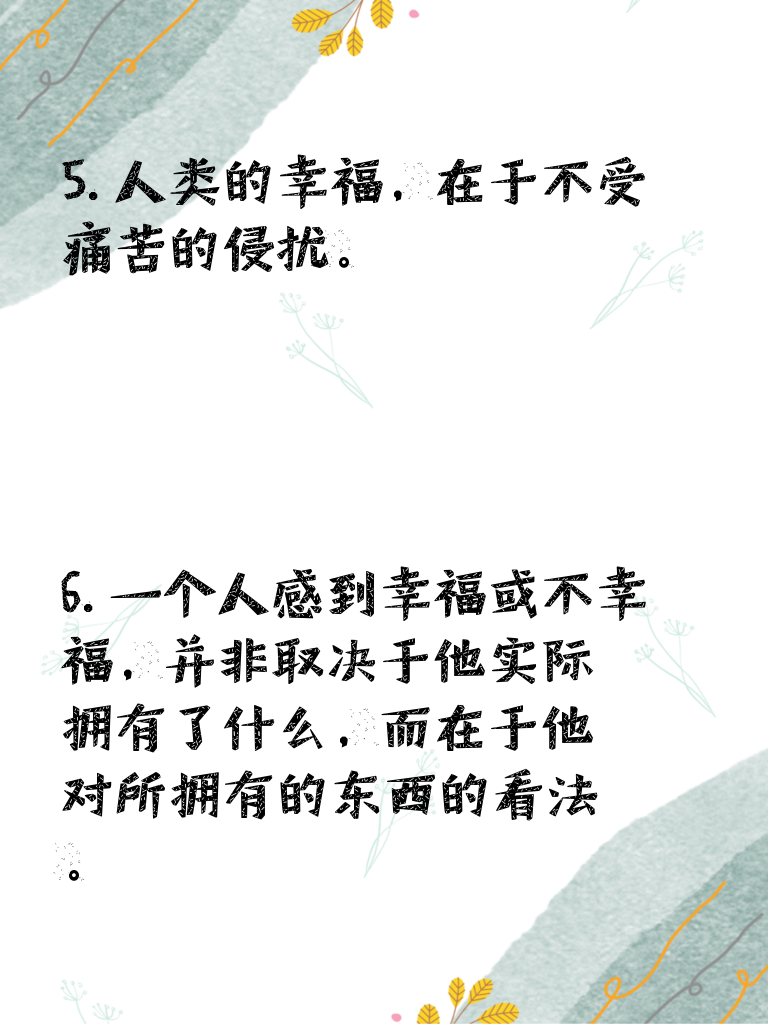 5. 人类的幸福，在于不受
痛苦的侵扰。
6. 一个人感到幸福或不幸
福，并非取决于他实际
拥有了什么，而在于他
对所拥有的东西的看法
。